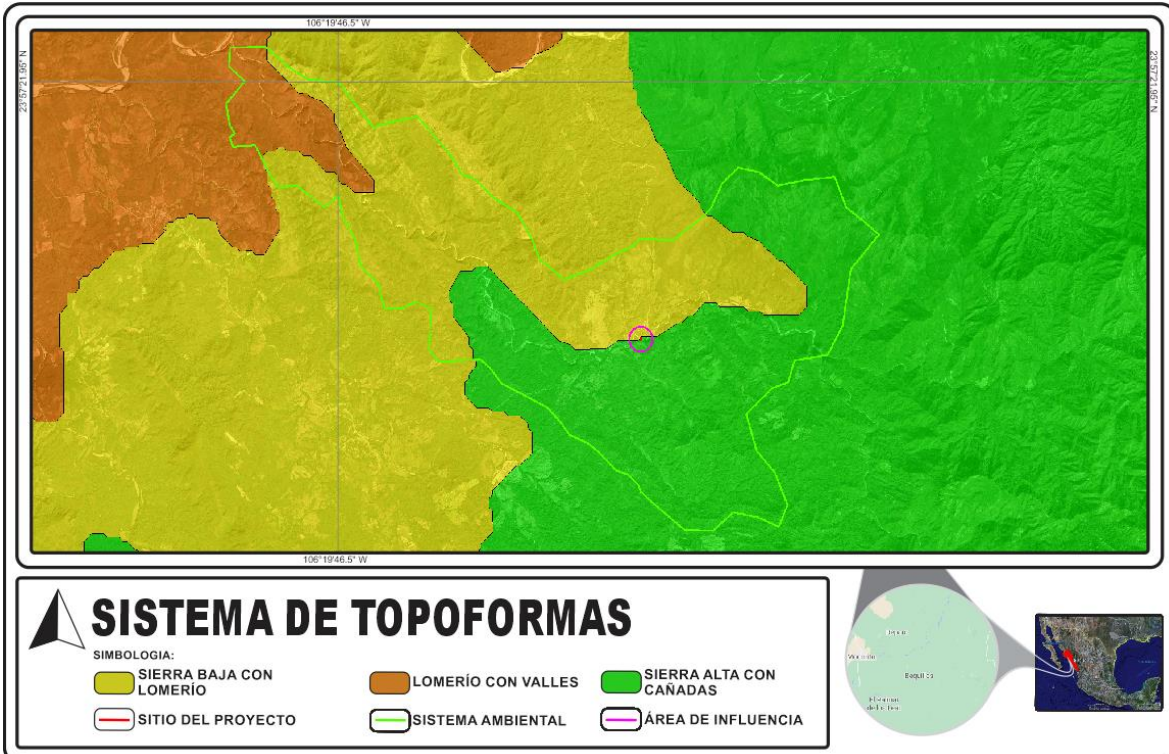 106°19'46.5" W
23°57'21.95" N
23°57'21.95" N
106°19'46.5" W
SISTEMA DE TOPOFORMAS
SIMBOLOGIA:
SIERRA BAJA CON
LOMERÍO
LOMERÍO CON VALLES
SIERRA ALTA CON
CAÑADAS
SITIO DEL PROYECTO
SISTEMA AMBIENTAL
ÁREA DE INFLUENCIA